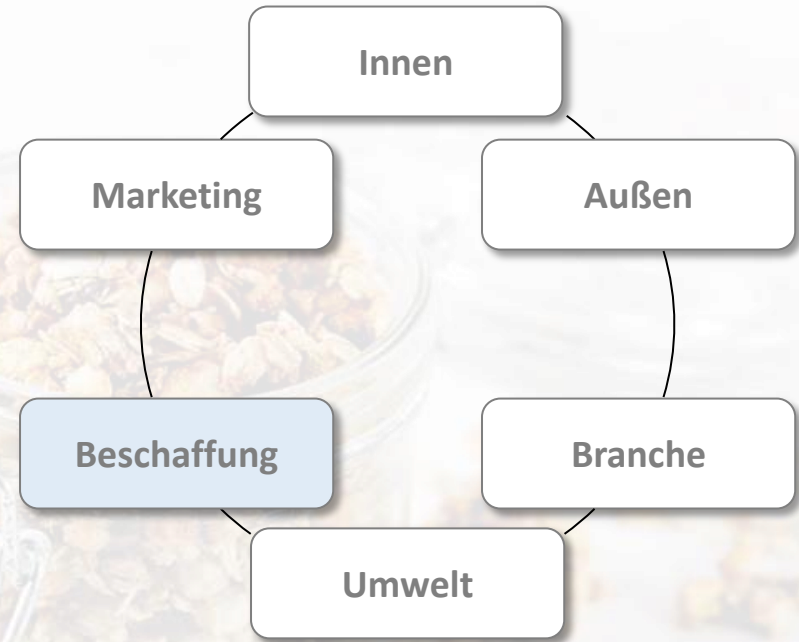 Innen
Marketing
Außen
Beschaffung
Branche
Umwelt